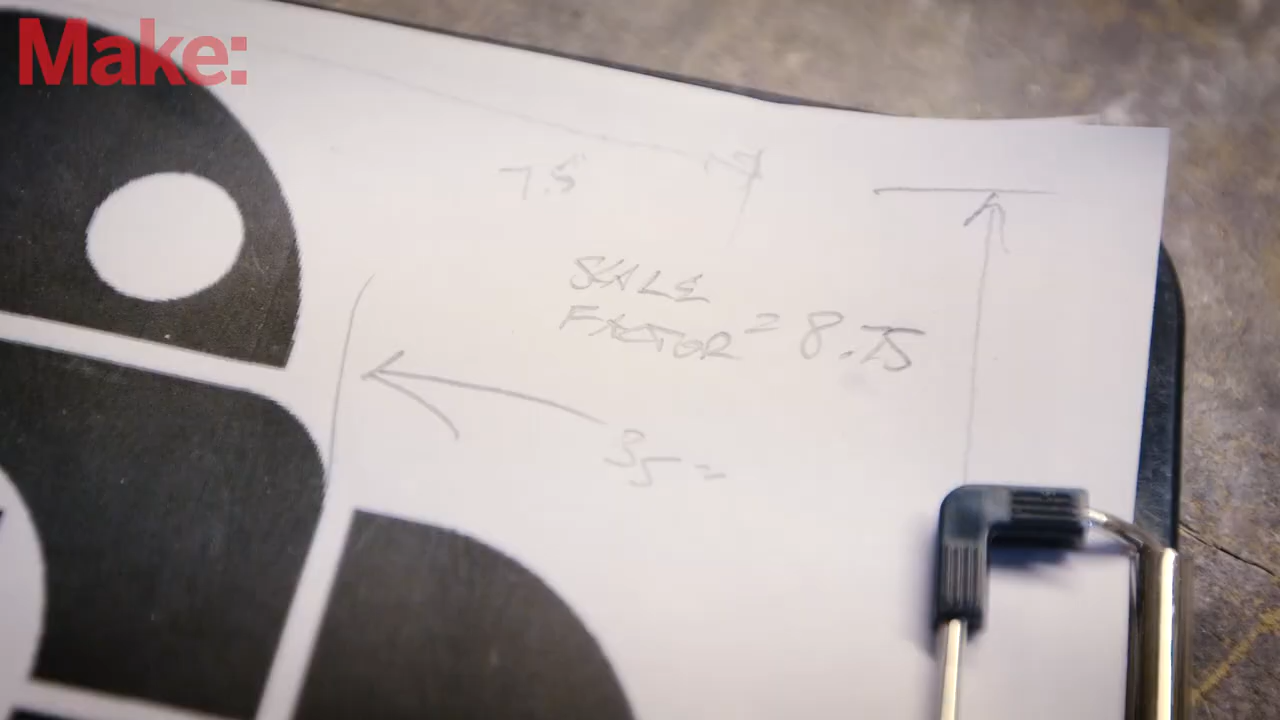 Make:
7.5"
SCALE
FACTOR = 8.75
35 =